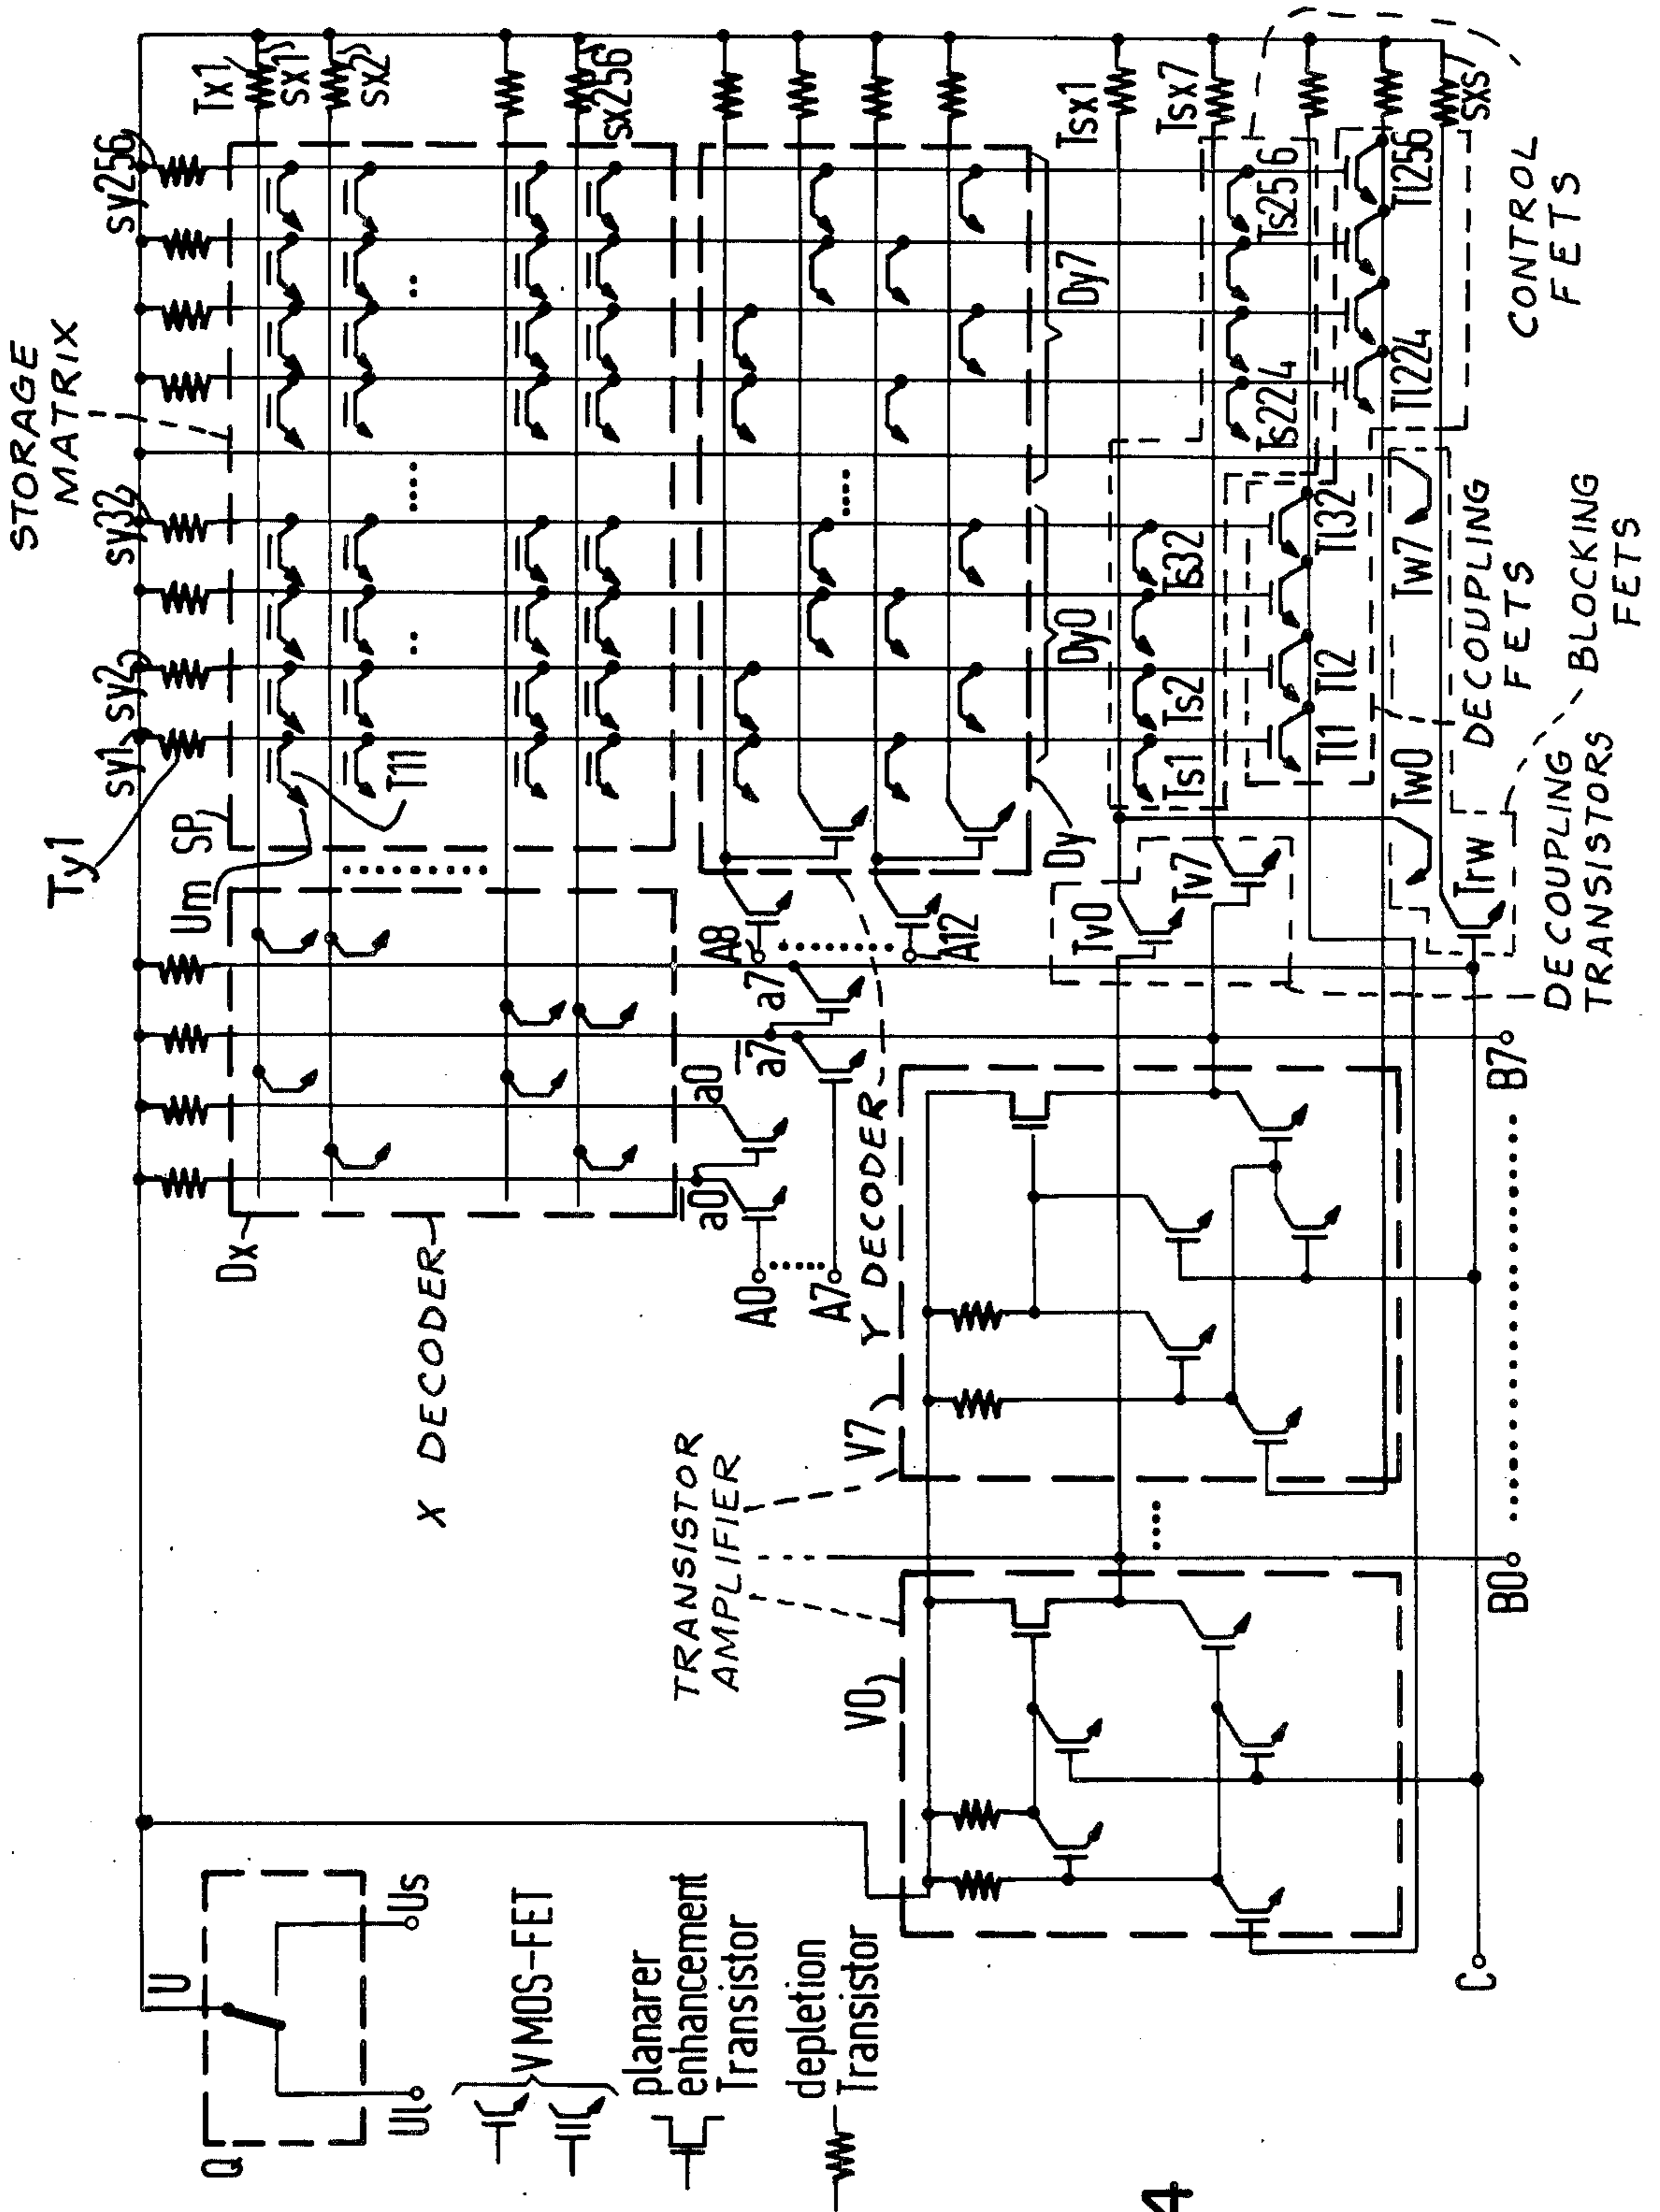 STORAGE
MATRIX
sy1
sy2
sy32
sy256
Ty1
SP
Um
T11
Tx1
sx1
sx2
sx256
Dx
X DECODER
a0
a0
a7
a7
A0
A7
A8
A12
Y DECODER
Dy
Dy0
Dy7
Tsx1
Tsx7
sxs
Ts1
Ts2
Ts32
Ts224
Ts256
Tl1
Tl2
Tl32
Tl224
Tl256
Tv0
Tv7
Tw0
Tw7
Trw
CONTROL
FETS
DECOUPLING
FETS
BLOCKING
FETS
DECOUPLING
TRANSISTORS
TRANSISTOR
AMPLIFIER
V0
V7
B0
B7
C
U
Us
Ul
Q
VMOS-FET
planarer
enhancement
Transistor
depletion
Transistor
4